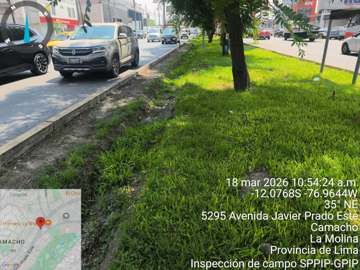 18 mar 2026 10:54:24 a.m.
-12.0768S -76.9644W
35° NE
5295 Avenida Javier Prado Este
Camacho
La Molina
Provincia de Lima
Inspección de campo SPPIP-GPIP
CAMACHO